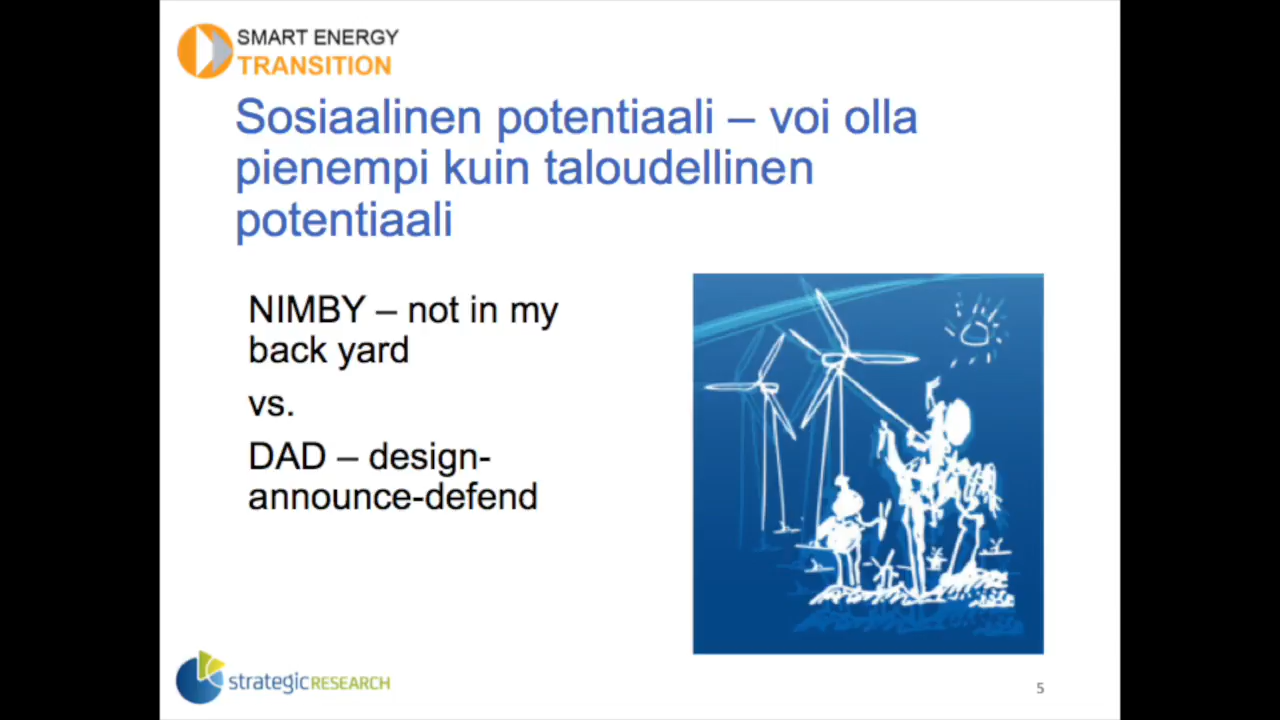 SMART ENERGY
TRANSITION
Sosiaalinen potentiaali – voi olla
pienempi kuin taloudellinen
potentiaali
NIMBY – not in my
back yard
vs.
DAD – design-
announce-defend
strategicRESEARCH
5